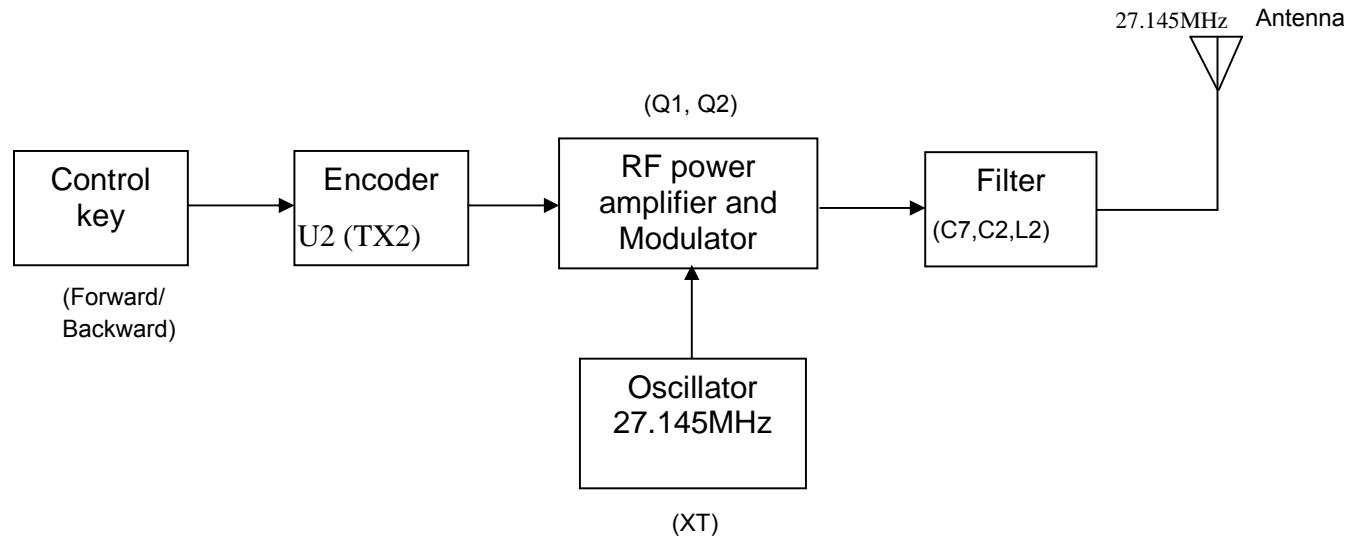 27.145MHz Antenna
(Q1, Q2)
Control
key
Encoder
U2 (TX2)
RF power
amplifier and
Modulator
Filter
(C7,C2,L2)
(Forward/
Backward)
Oscillator
27.145MHz
(XT)